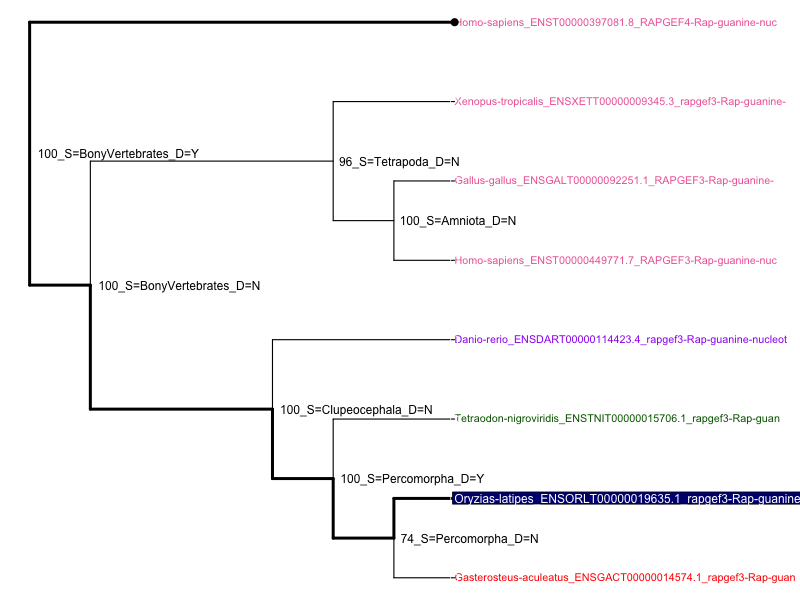 Homo-sapiens_ENST00000397081.8_RAPGEF4-Rap-guanine-nuc
Xenopus-tropicalis_ENSXETT00000009345.3_rapgef3-Rap-guanine-
100_S=BonyVertebrates_D=Y
96_S=Tetrapoda_D=N
Gallus-gallus_ENSGALT00000092251.1_RAPGEF3-Rap-guanine-
100_S=Amniota_D=N
Homo-sapiens_ENST00000449771.7_RAPGEF3-Rap-guanine-nuc
100_S=BonyVertebrates_D=N
Danio-rerio_ENSDART00000114423.4_rapgef3-Rap-guanine-nucleot
100_S=Clupeocephala_D=N
Tetraodon-nigroviridis_ENSTNIT00000015706.1_rapgef3-Rap-guan
100_S=Percomorpha_D=Y
Oryzias-latipes_ENSORLT00000019635.1_rapgef3-Rap-guanine
74_S=Percomorpha_D=N
Gasterosteus-aculeatus_ENSGACT00000014574.1_rapgef3-Rap-guan